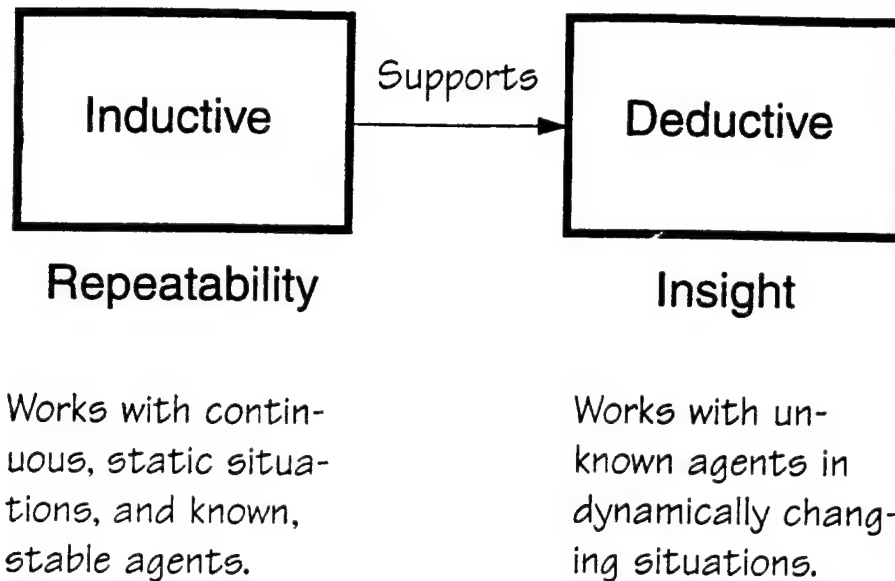 Supports
Inductive
Deductive
Repeatability
Insight
Works with contin-
uous, static situa-
tions, and known,
stable agents.
Works with un-
known agents in
dynamically chang-
ing situations.